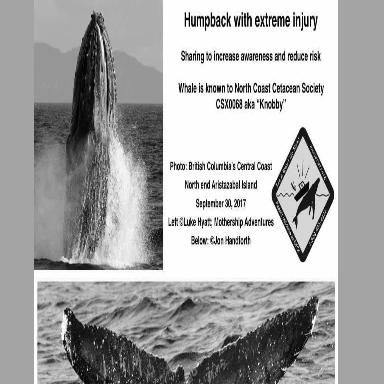 Humpback with extreme injury
Sharing to increase awareness and reduce risk
Whale is known to North Coast Cetacean Society
CSX0068 aka "Knobby"
Photo: British Columbia's Central Coast
North end Aristazabal Island
September 30, 2017
Left ©Luke Hyatt; Mothership Adventures
Below: ©Jon Handforth